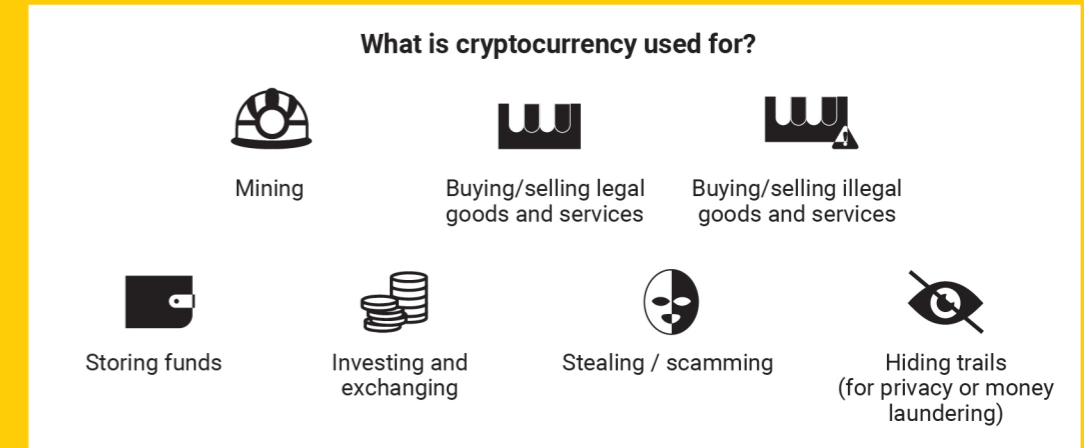 What is cryptocurrency used for?
Mining
Buying/selling legal
goods and services
Buying/selling illegal
goods and services
Storing funds
Investing and
exchanging
Stealing / scamming
Hiding trails
(for privacy or money
laundering)